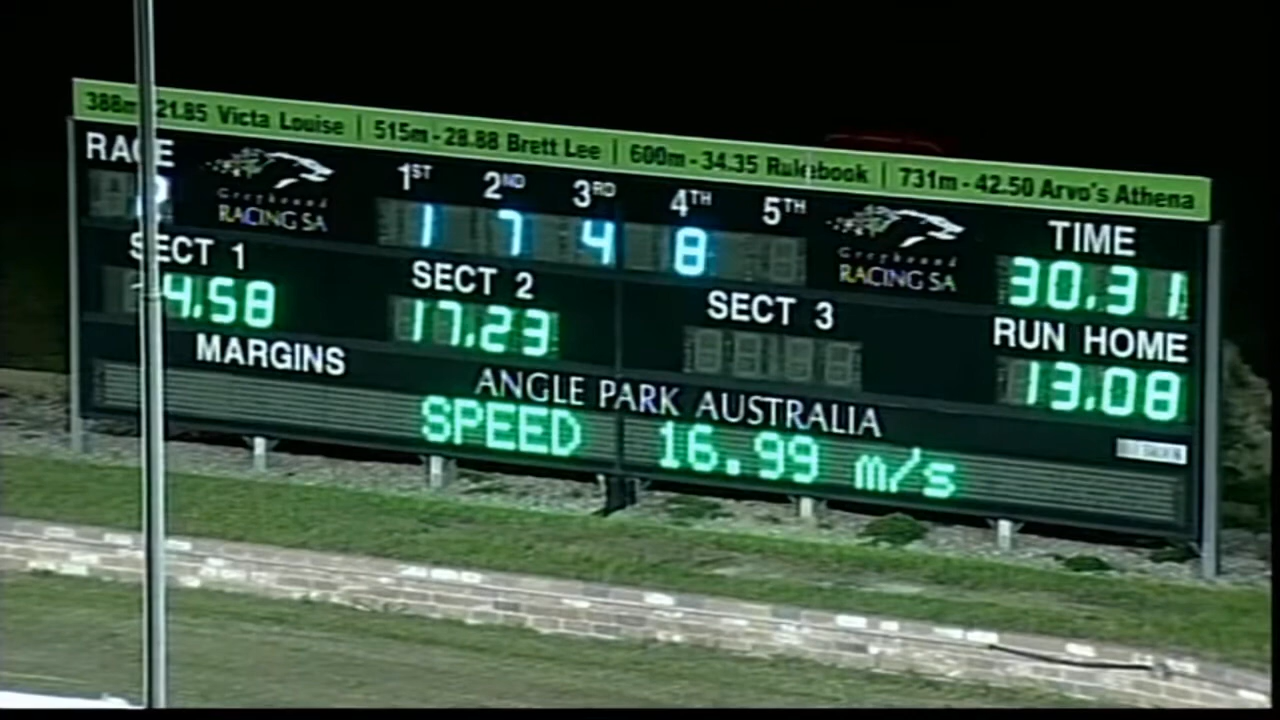 388m 21.85 Victa Louise | 515m - 28.88 Brett Lee | 600m - 34.35 Rulebook | 731m - 42.50 Arvo's Athena
RACE
Greyhound
RACING SA
1ST 2ND 3RD 4TH 5TH
1 7 4 8
Greyhound
RACING SA
TIME
30.31
SECT 1
4.58
SECT 2
17.23
SECT 3
RUN HOME
13.08
MARGINS
ANGLE PARK AUSTRALIA
SPEED 16.99 m/s